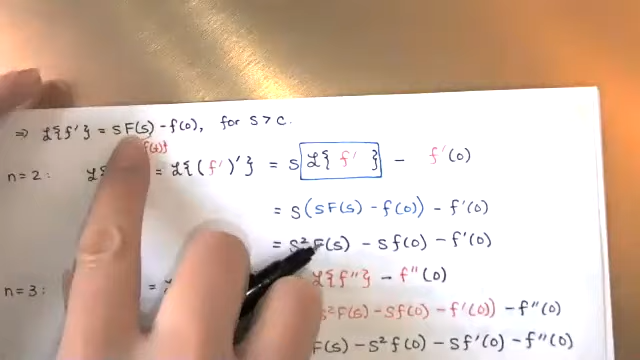 ⇒ ℒ{f'} = sF(s) - f(0), for s > c.
f(s)}
n=2: ℒ{ = ℒ{(f')'} = s ℒ{ f' } - f'(0)
= s(sF(s) - f(0)) - f'(0)
= s²F(s) - sf(0) - f'(0)
n=3: = ℒ{f''} - f''(0)
s²F(s) - sf(0) - f'(0)) - f''(0)
F(s) - s²f(0) - sf'(0) - f''(0)